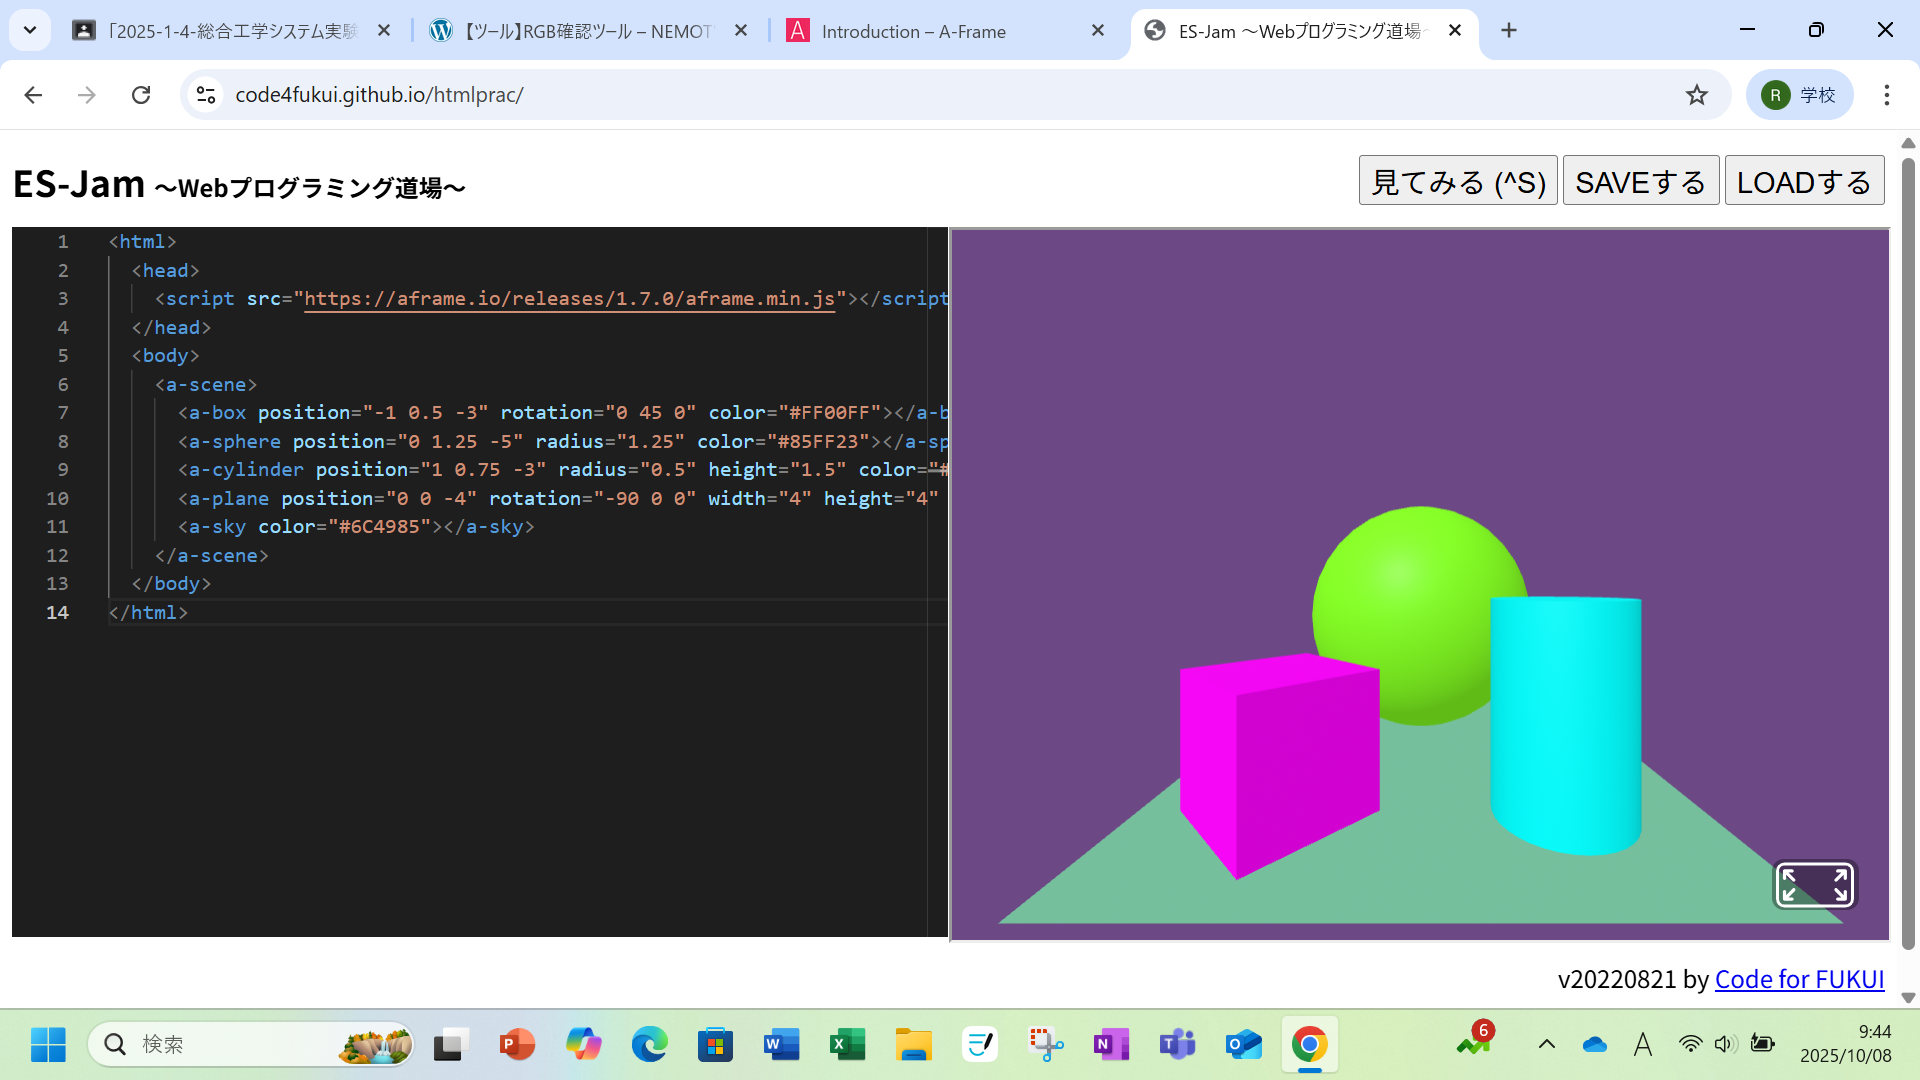 「2025-1-4-総合工学システム実験
【ツール】RGB確認ツール – NEMOT
Introduction – A-Frame
ES-Jam ～Webプログラミング道場～
code4fukui.github.io/htmlprac/
R 学校
ES-Jam ～Webプログラミング道場～
見てみる (^S) SAVEする LOADする
1 <html>
2 <head>
3 <script src="https://aframe.io/releases/1.7.0/aframe.min.js"></script
4 </head>
5 <body>
6 <a-scene>
7 <a-box position="-1 0.5 -3" rotation="0 45 0" color="#FF00FF"></a-b
8 <a-sphere position="0 1.25 -5" radius="1.25" color="#85FF23"></a-sp
9 <a-cylinder position="1 0.75 -3" radius="0.5" height="1.5" color="#
10 <a-plane position="0 0 -4" rotation="-90 0 0" width="4" height="4"
11 <a-sky color="#6C4985"></a-sky>
12 </a-scene>
13 </body>
14 </html>
v20220821 by Code for FUKUI
検索
6
A
9:44
2025/10/08